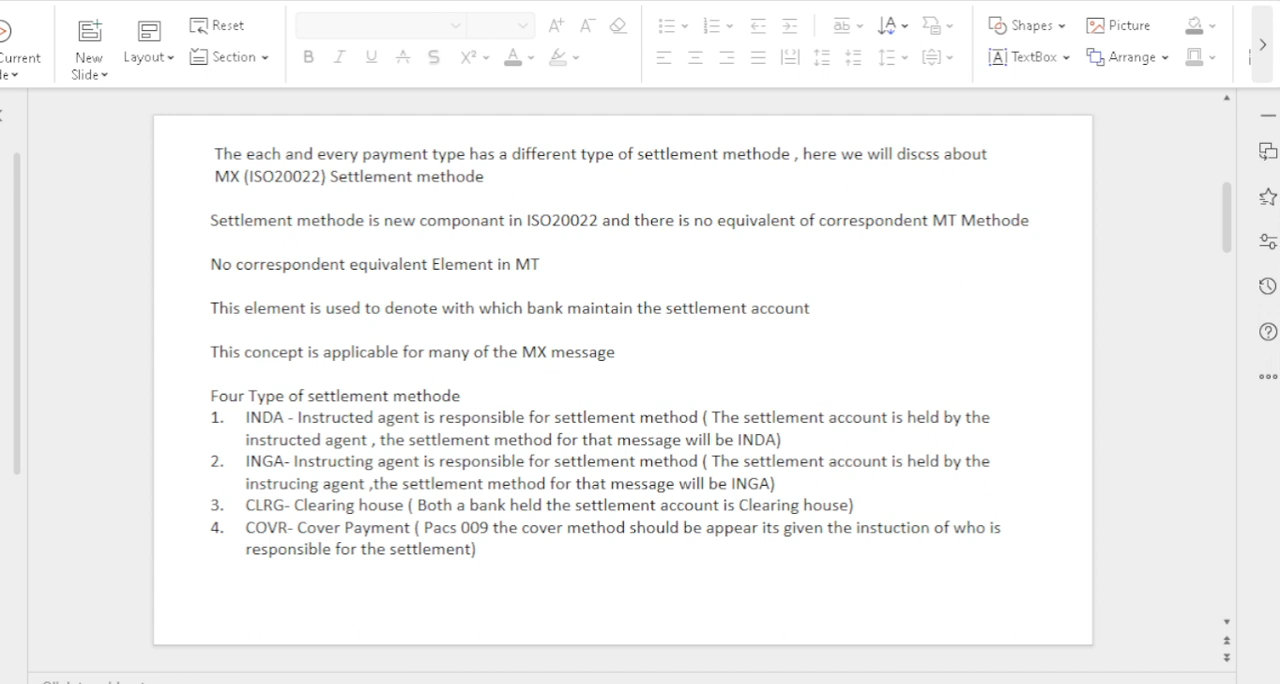 Reset
Shapes
Picture
Current
New
Layout
Section
B I U A S X² A
TextBox
Arrange
Slide
The each and every payment type has a different type of settlement methode , here we will discss about
MX (ISO20022) Settlement methode
Settlement methode is new componant in ISO20022 and there is no equivalent of correspondent MT Methode
No correspondent equivalent Element in MT
This element is used to denote with which bank maintain the settlement account
This concept is applicable for many of the MX message
Four Type of settlement methode
1. INDA - Instructed agent is responsible for settlement method ( The settlement account is held by the
instructed agent , the settlement method for that message will be INDA)
2. INGA- Instructing agent is responsible for settlement method ( The settlement account is held by the
instrucing agent ,the settlement method for that message will be INGA)
3. CLRG- Clearing house ( Both a bank held the settlement account is Clearing house)
4. COVR- Cover Payment ( Pacs 009 the cover method should be appear its given the instuction of who is
responsible for the settlement)